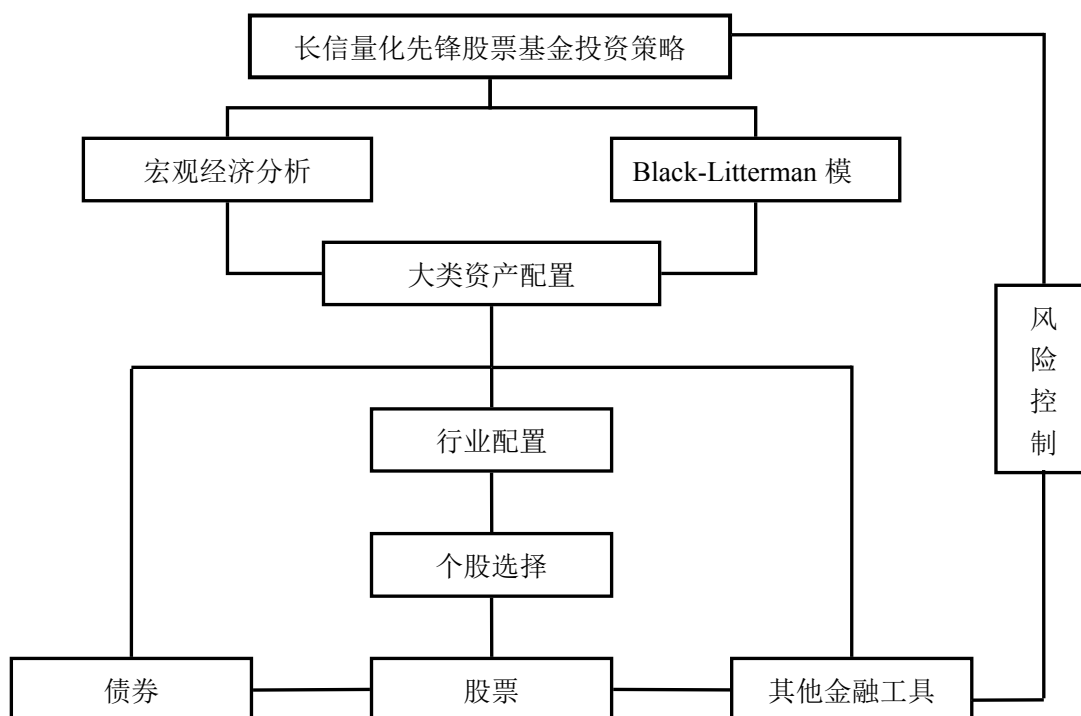 长信量化先锋股票基金投资策略
宏观经济分析
Black-Litterman 模
大类资产配置
风
险
控
制
行业配置
个股选择
债券
股票
其他金融工具